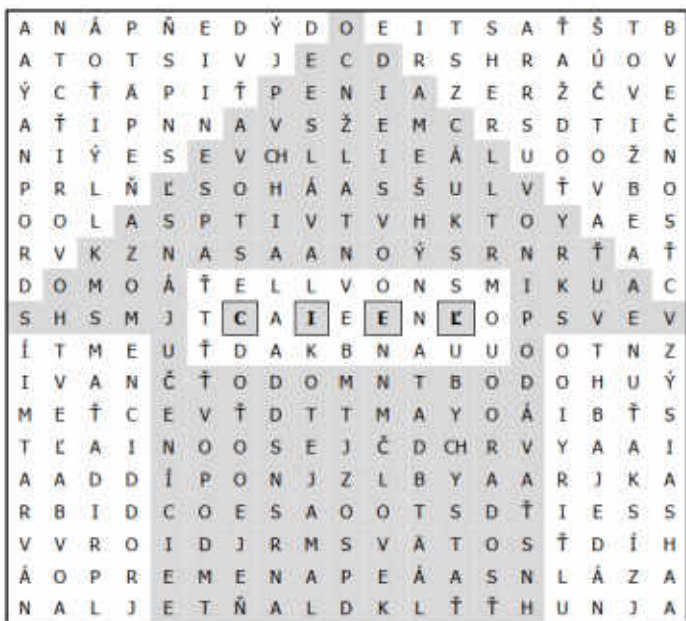 A N Á P Ň E D Ý D O E I T S A Ť Š T B
A T O T S I V J E C D R S H R A Ú O V
Ý C Ť Ä P I Ť P E N I A Z E R Ž Č V E
A Ť I P N N A V S Ž E M C R S D T I Č
N I Ý E S E V CH L L I E Á L U O O Ž N
P R L Ň Ľ S O H Á A S Š U L V Ť V B O
O O L A S P T I V T V H K T O Y A E S
R V K Z N A S A A N O Ý S R N R Ť A Ť
D O M O Á Ť E L L V O N S M I K U A C
S H S M J T C A I E E N Ľ O P S V E V
Í T M E U Ť D A K B N A U U O O T N Z
I V A N Č Ť O D O M N T B O D O H U Ý
M E Ť C E V Ť D T T M A Y O Á I B Ť S
T Ľ A I N O O S E J Č D CH R V Y A A I
A A D D Í P O N J Z L B Y A A R J K A
R B I D C O E S A O O T S D Ť I E S S
V V R O I D J R M S V Ä T O S Ť D Í H
Á O P R E M E N A P E Á A S N L Á Z A
N A L J E T Ň A L D K L Ť Ť H U N J A